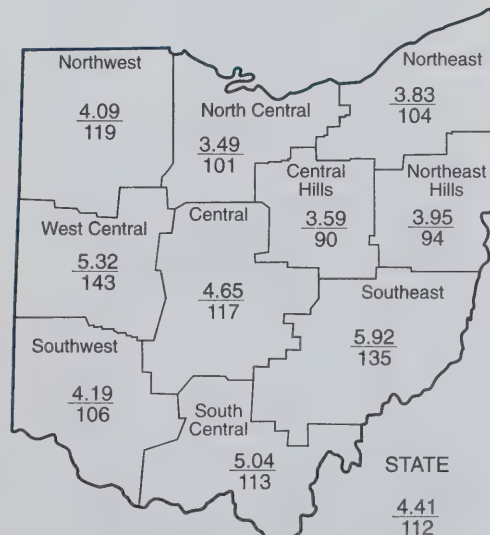 Northwest
4.09
119
North Central
3.49
101
Northeast
3.83
104
Central
Hills
3.59
90
Northeast
Hills
3.95
94
West Central
5.32
143
Central
4.65
117
Southeast
5.92
135
Southwest
4.19
106
South
Central
5.04
113
STATE
4.41
112